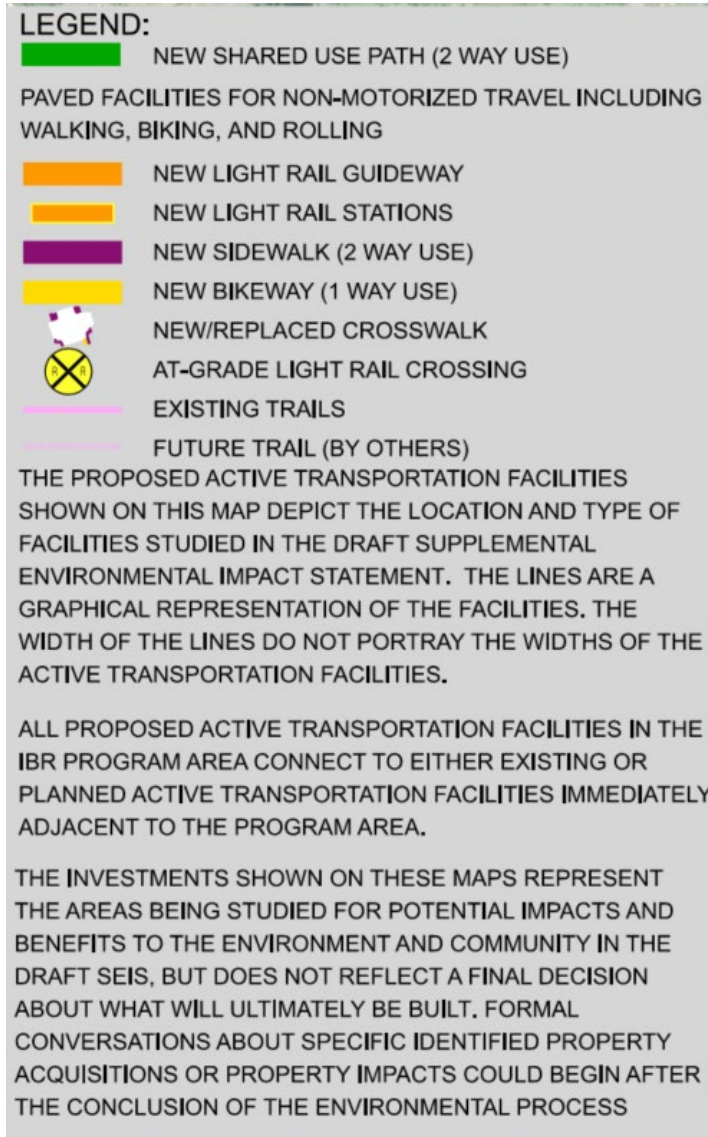 LEGEND:
NEW SHARED USE PATH (2 WAY USE)
PAVED FACILITIES FOR NON-MOTORIZED TRAVEL INCLUDING
WALKING, BIKING, AND ROLLING
NEW LIGHT RAIL GUIDEWAY
NEW LIGHT RAIL STATIONS
NEW SIDEWALK (2 WAY USE)
NEW BIKEWAY (1 WAY USE)
NEW/REPLACED CROSSWALK
R R
AT-GRADE LIGHT RAIL CROSSING
EXISTING TRAILS
FUTURE TRAIL (BY OTHERS)
THE PROPOSED ACTIVE TRANSPORTATION FACILITIES
SHOWN ON THIS MAP DEPICT THE LOCATION AND TYPE OF
FACILITIES STUDIED IN THE DRAFT SUPPLEMENTAL
ENVIRONMENTAL IMPACT STATEMENT. THE LINES ARE A
GRAPHICAL REPRESENTATION OF THE FACILITIES. THE
WIDTH OF THE LINES DO NOT PORTRAY THE WIDTHS OF THE
ACTIVE TRANSPORTATION FACILITIES.
ALL PROPOSED ACTIVE TRANSPORTATION FACILITIES IN THE
IBR PROGRAM AREA CONNECT TO EITHER EXISTING OR
PLANNED ACTIVE TRANSPORTATION FACILITIES IMMEDIATELY
ADJACENT TO THE PROGRAM AREA.
THE INVESTMENTS SHOWN ON THESE MAPS REPRESENT
THE AREAS BEING STUDIED FOR POTENTIAL IMPACTS AND
BENEFITS TO THE ENVIRONMENT AND COMMUNITY IN THE
DRAFT SEIS, BUT DOES NOT REFLECT A FINAL DECISION
ABOUT WHAT WILL ULTIMATELY BE BUILT. FORMAL
CONVERSATIONS ABOUT SPECIFIC IDENTIFIED PROPERTY
ACQUISITIONS OR PROPERTY IMPACTS COULD BEGIN AFTER
THE CONCLUSION OF THE ENVIRONMENTAL PROCESS